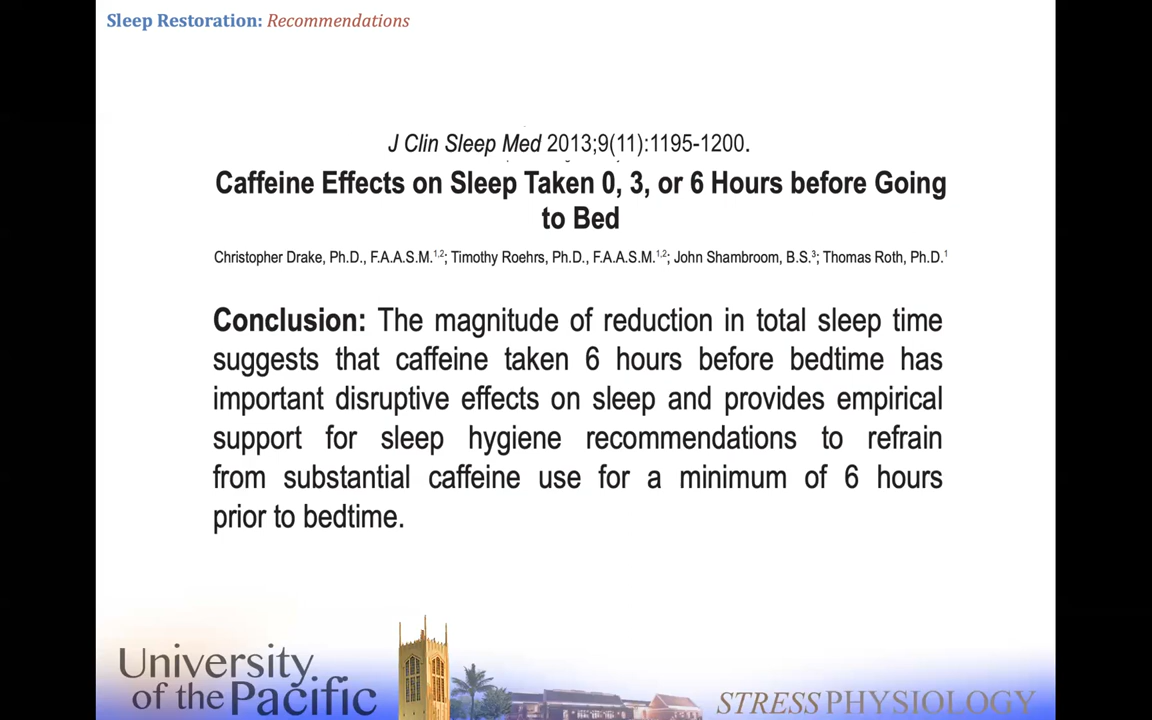 Sleep Restoration: Recommendations
J Clin Sleep Med 2013;9(11):1195-1200.
Caffeine Effects on Sleep Taken 0, 3, or 6 Hours before Going
to Bed
Christopher Drake, Ph.D., F.A.A.S.M.1,2; Timothy Roehrs, Ph.D., F.A.A.S.M.1,2; John Shambroom, B.S.3; Thomas Roth, Ph.D.1
Conclusion: The magnitude of reduction in total sleep time
suggests that caffeine taken 6 hours before bedtime has
important disruptive effects on sleep and provides empirical
support for sleep hygiene recommendations to refrain
from substantial caffeine use for a minimum of 6 hours
prior to bedtime.
University
of the Pacific
STRESSPHYSIOLOGY